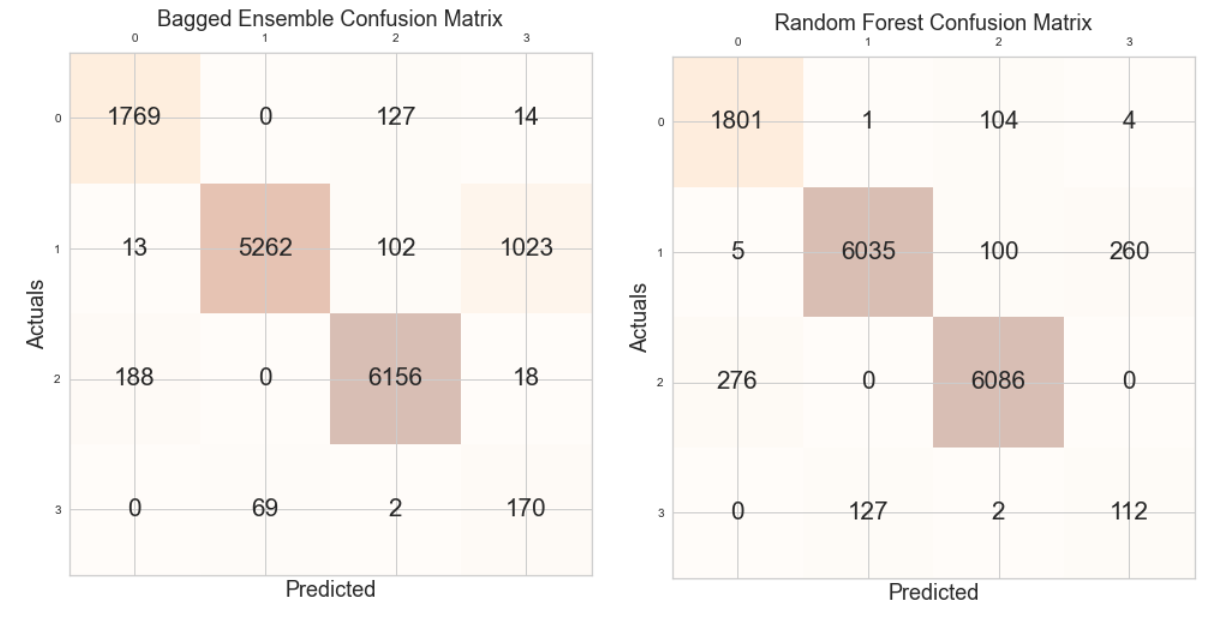 Bagged Ensemble Confusion Matrix
0 1 2 3
0 1769 0 127 14
1 13 5262 102 1023
2 188 0 6156 18
3 0 69 2 170
Actuals
Predicted
Random Forest Confusion Matrix
0 1 2 3
0 1801 1 104 4
1 5 6035 100 260
2 276 0 6086 0
3 0 127 2 112
Actuals
Predicted